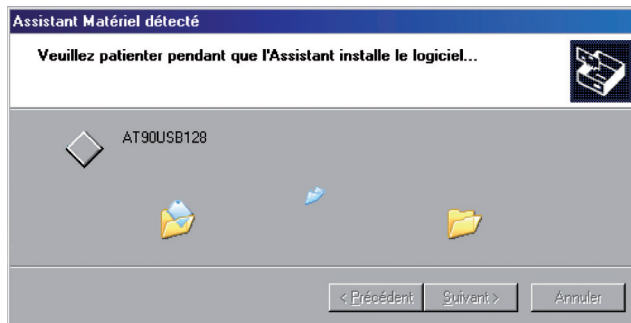 Assistant Matériel détecté
Veuillez patienter pendant que l'Assistant installe le logiciel...
AT90USB128
< Précédent Suivant > Annuler